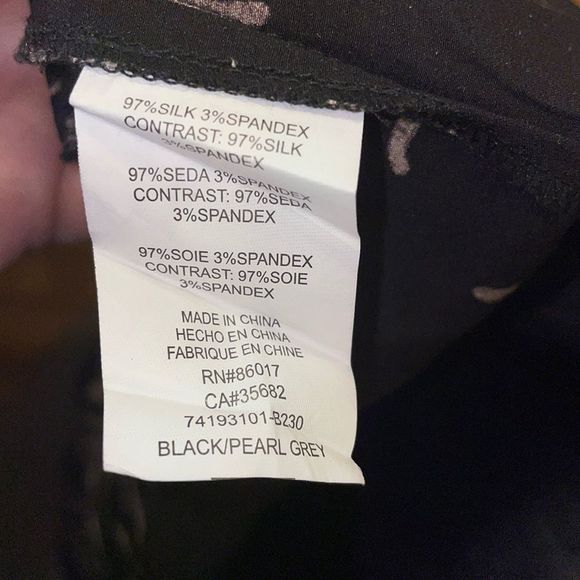 97%SILK 3%SPANDEX
CONTRAST: 97%SILK
3%SPANDEX
97%SEDA 3%SPANDEX
CONTRAST: 97%SEDA
3%SPANDEX
97%SOIE 3%SPANDEX
CONTRAST: 97%SOIE
3%SPANDEX
MADE IN CHINA
HECHO EN CHINA
FABRIQUE EN CHINE
RN#86017
CA#35682
74193101-B230
BLACK/PEARL GREY